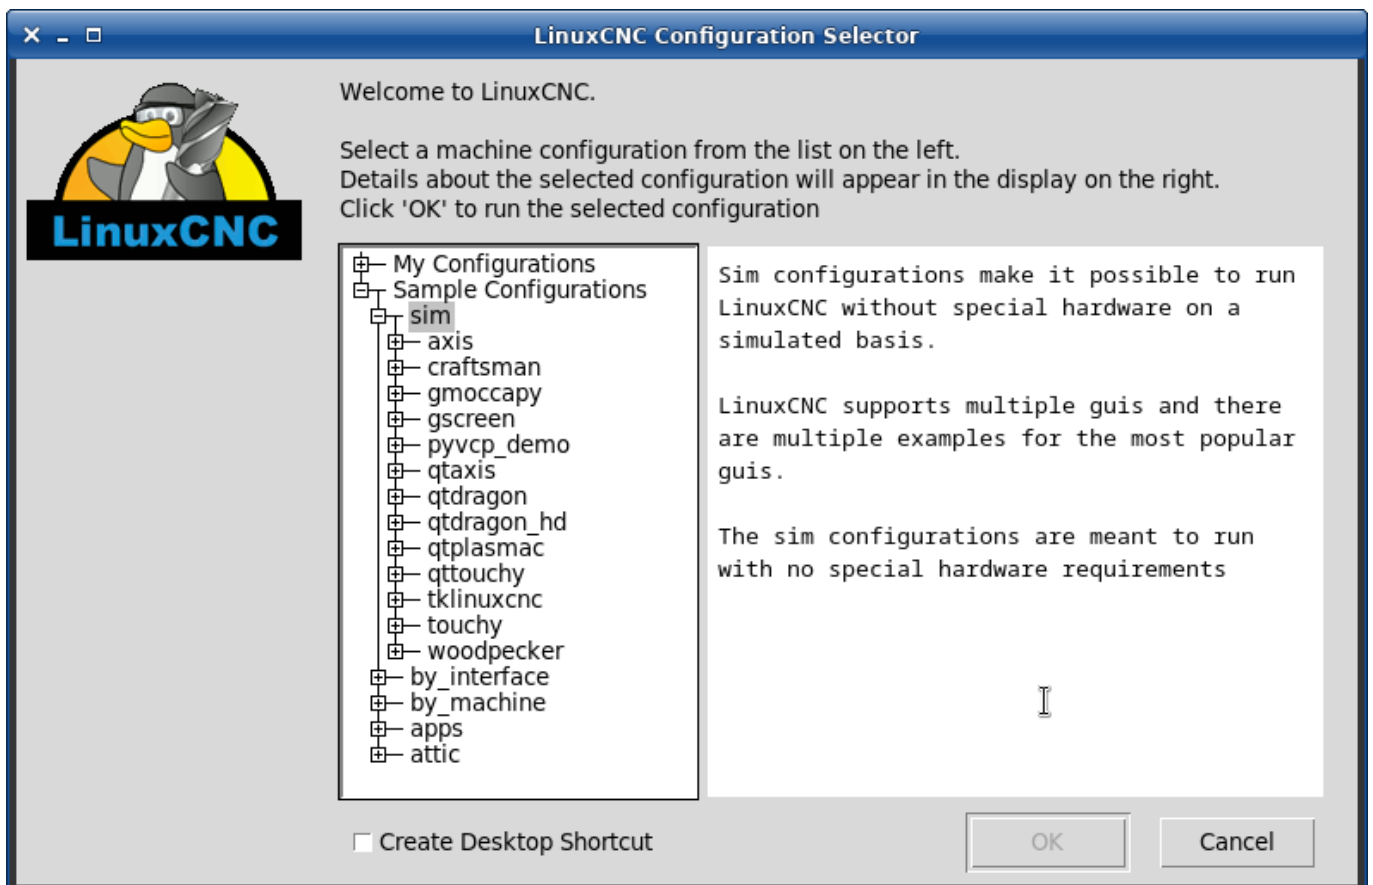 LinuxCNC Configuration Selector
LinuxCNC
Welcome to LinuxCNC.
Select a machine configuration from the list on the left.
Details about the selected configuration will appear in the display on the right.
Click 'OK' to run the selected configuration
My Configurations
Sample Configurations
sim
axis
craftsman
gmoccapy
gscreen
pyvcp_demo
qtaxis
qtdragon
qtdragon_hd
qtplasmac
qttouchy
tklinuxcnc
touchy
woodpecker
by_interface
by_machine
apps
attic
Sim configurations make it possible to run
LinuxCNC without special hardware on a
simulated basis.
LinuxCNC supports multiple guis and there
are multiple examples for the most popular
guis.
The sim configurations are meant to run
with no special hardware requirements
Create Desktop Shortcut
OK
Cancel